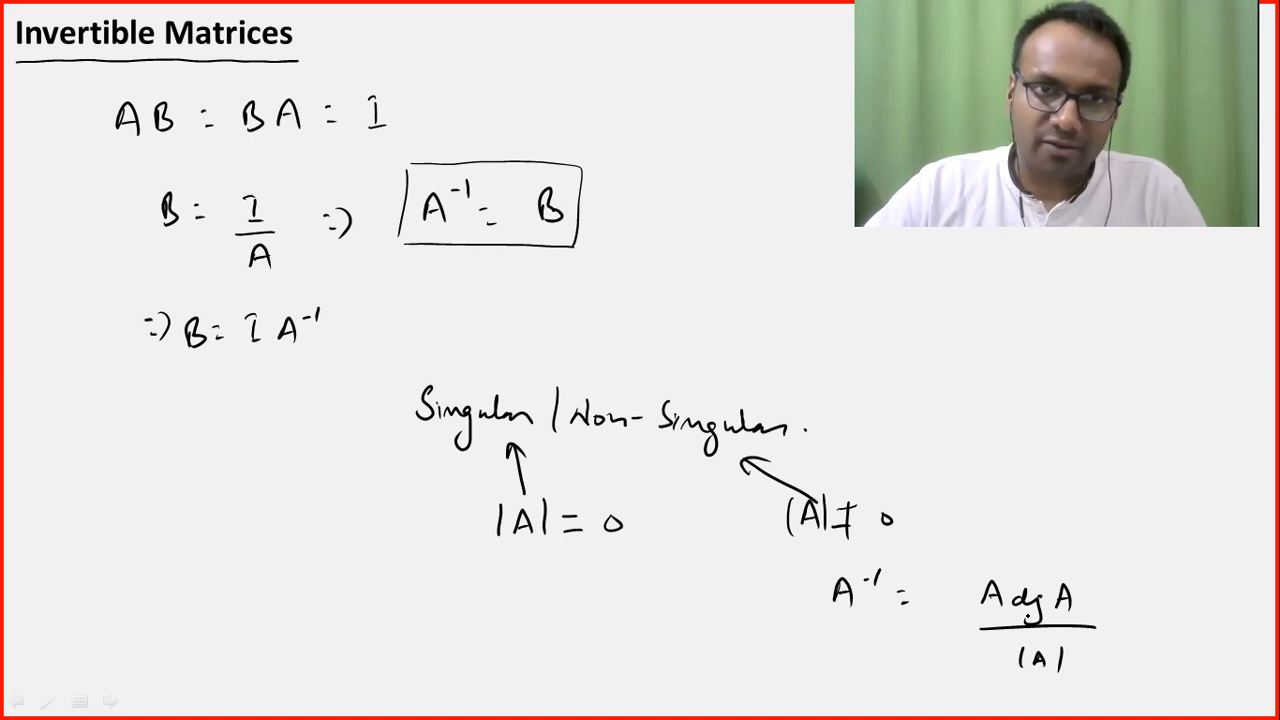 Invertible Matrices
AB = BA = I
B = I/A => A⁻¹ = B
=> B = I A⁻¹
Singular / Non-Singular.
|A| = 0 |A| ≠ 0
A⁻¹ = Adj A / |A|